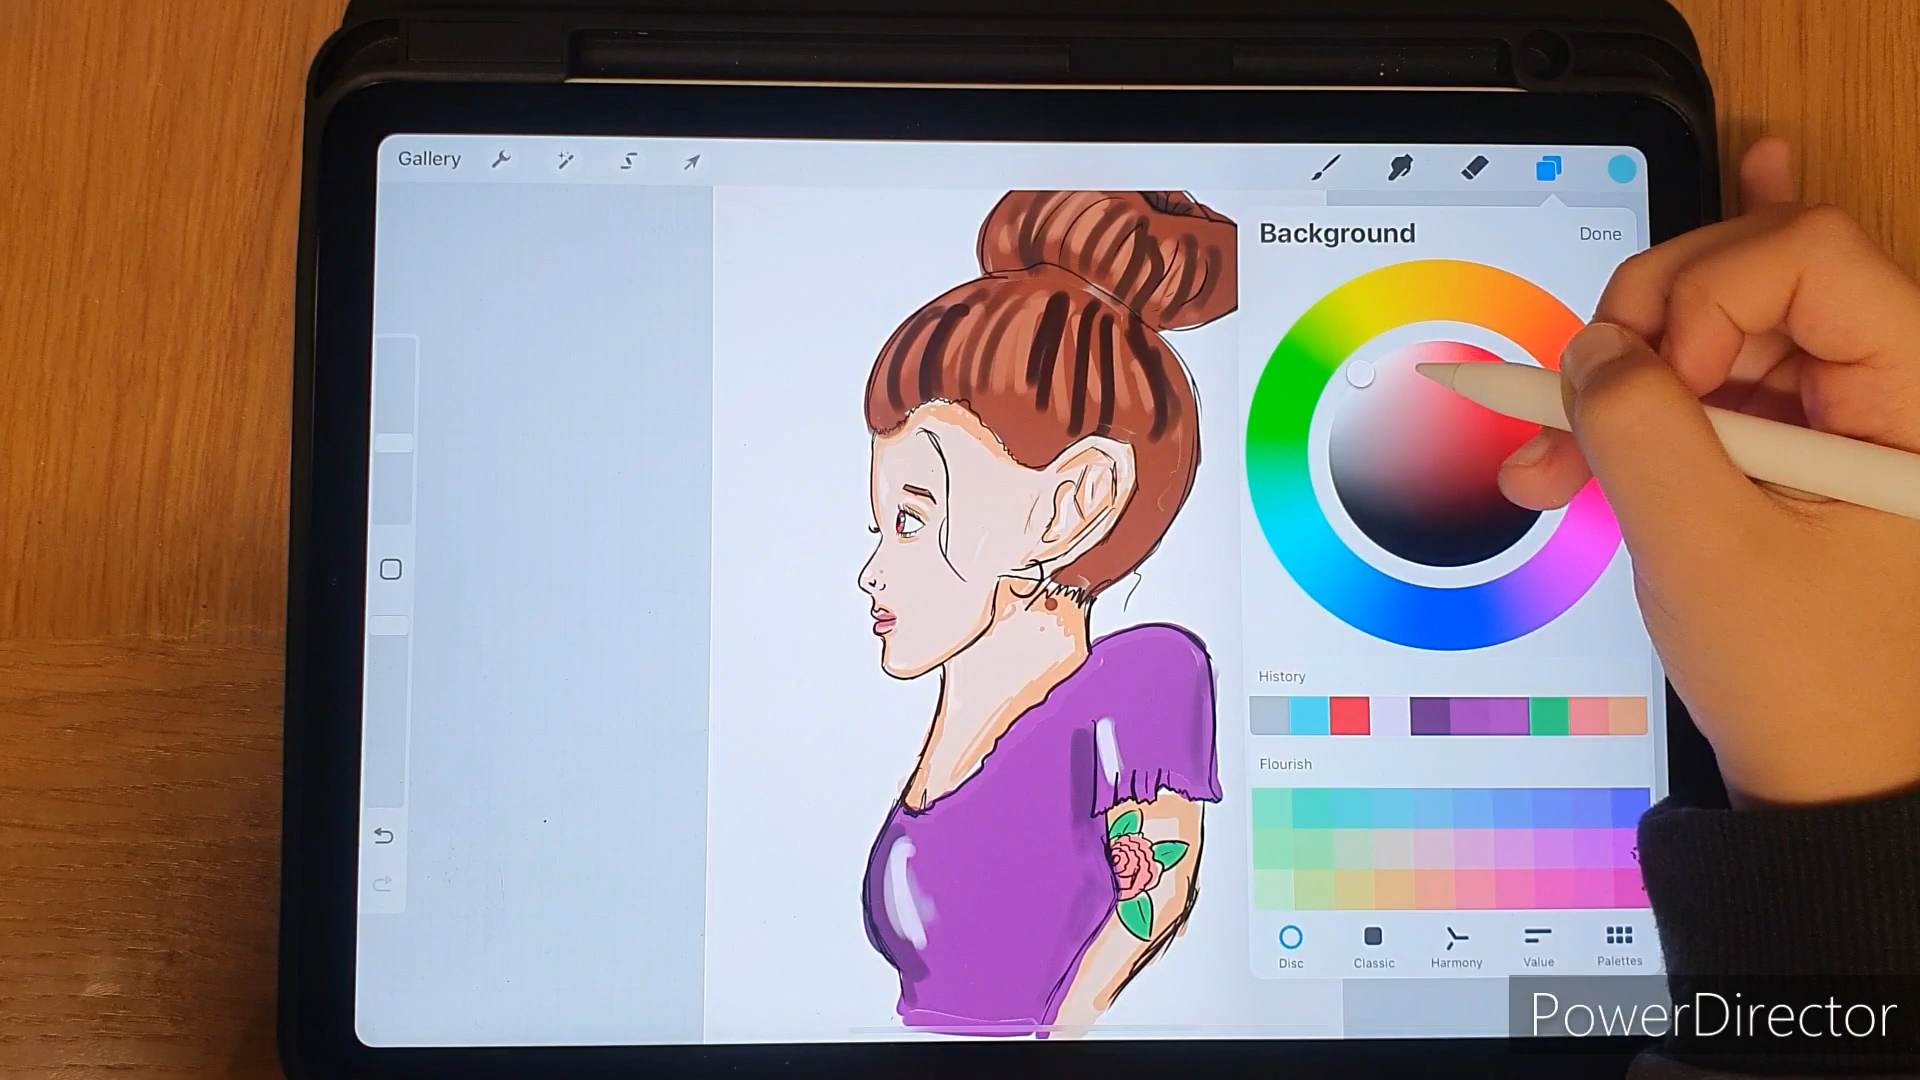 Gallery
Background
Done
History
Flourish
Disc
Classic
Harmony
Value
Palettes
PowerDirector